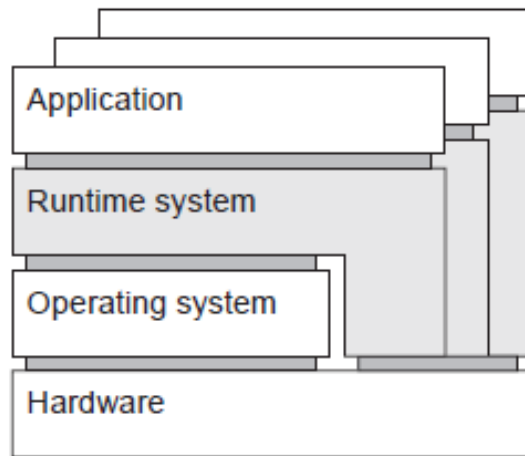 Application
Runtime system
Operating system
Hardware